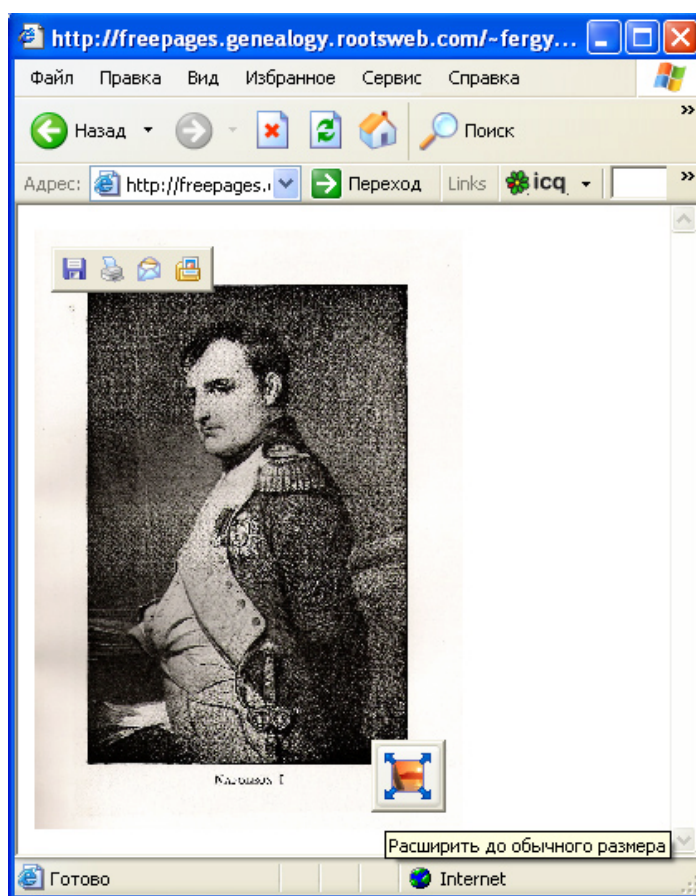 http://freepages.genealogy.rootsweb.com/~fergy...
Файл Правка Вид Избранное Сервис Справка
Назад Поиск »
Адрес: http://freepages. Переход Links icq »
Napoleon I
Расширить до обычного размера
Готово Internet